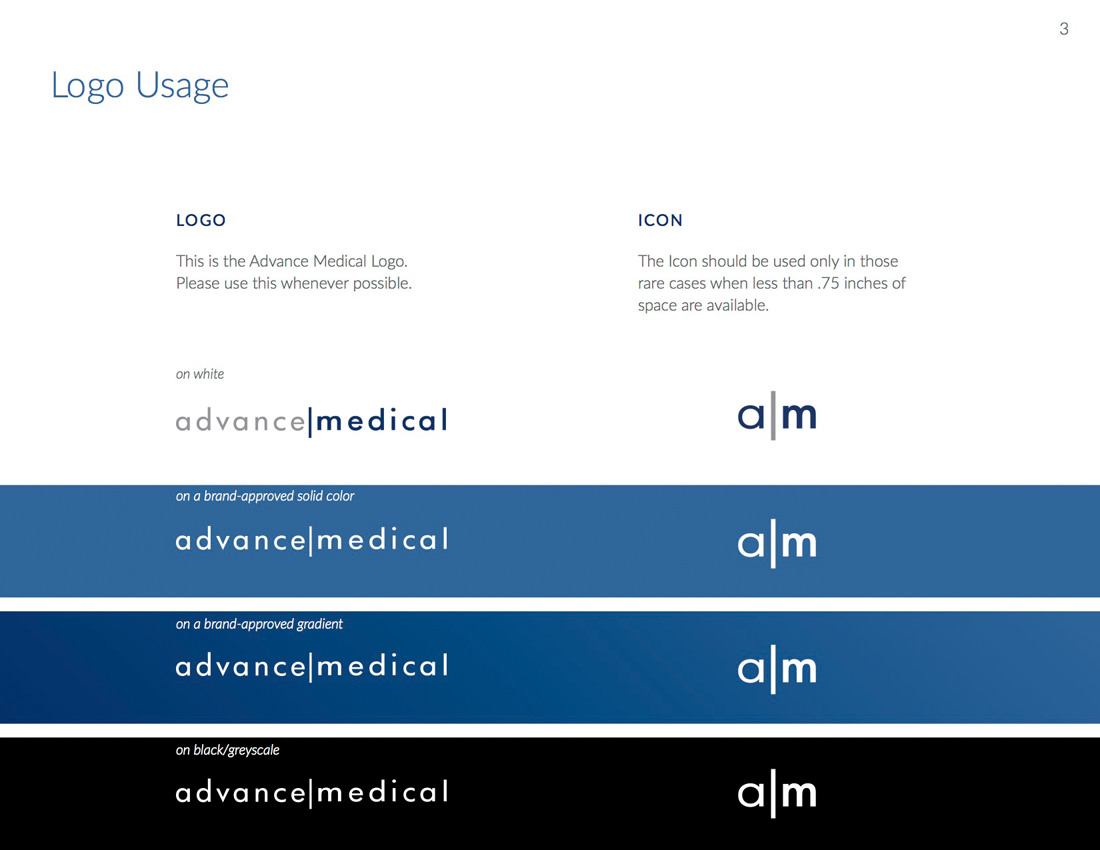 3
Logo Usage
LOGO
This is the Advance Medical Logo.
Please use this whenever possible.
ICON
The Icon should be used only in those
rare cases when less than .75 inches of
space are available.
on white
advance|medical
a|m
on a brand-approved solid color
advance|medical
a|m
on a brand-approved gradient
advance|medical
a|m
on black/greyscale
advance|medical
a|m